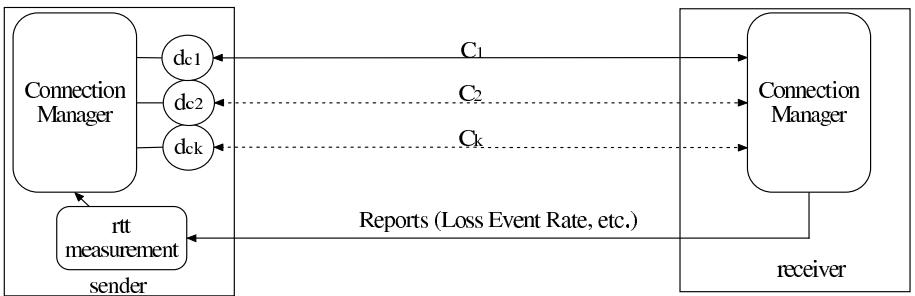 Connection
Manager
dc1
dc2
dck
C1
C2
Ck
Connection
Manager
Reports (Loss Event Rate, etc.)
rtt
measurement
sender
receiver